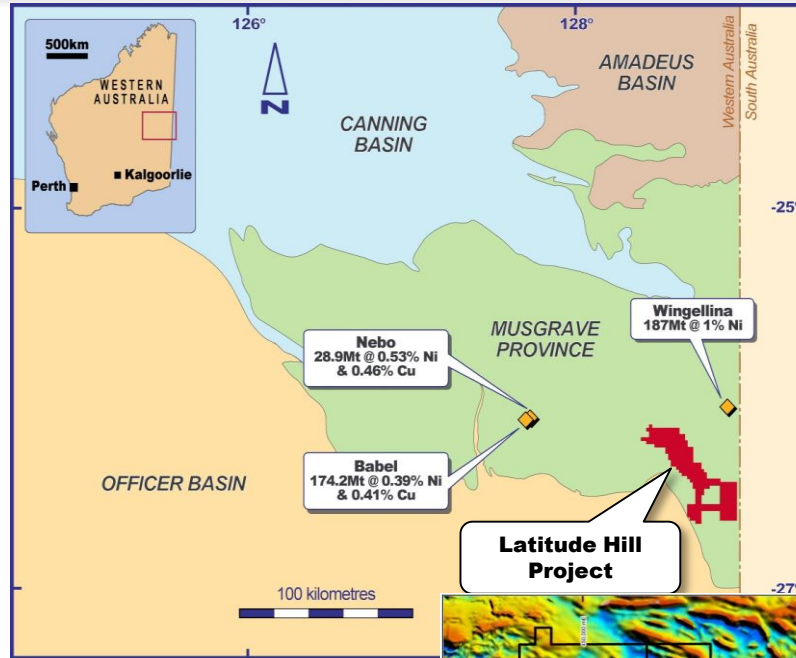 126°
128°
500km
WESTERN
AUSTRALIA
Kalgoorlie
Perth
N
CANNING
BASIN
AMADEUS
BASIN
Western Australia
South Australia
-25°
Wingellina
187Mt @ 1% Ni
Nebo
28.9Mt @ 0.53% Ni
& 0.46% Cu
MUSGRAVE
PROVINCE
Babel
174.2Mt @ 0.39% Ni
& 0.41% Cu
OFFICER BASIN
Latitude Hill
Project
100 kilometres
-27°